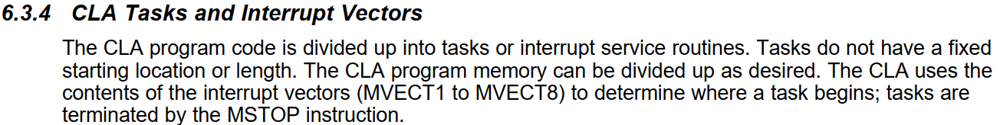 6.3.4 CLA Tasks and Interrupt Vectors
The CLA program code is divided up into tasks or interrupt service routines. Tasks do not have a fixed
starting location or length. The CLA program memory can be divided up as desired. The CLA uses the
contents of the interrupt vectors (MVECT1 to MVECT8) to determine where a task begins; tasks are
terminated by the MSTOP instruction.